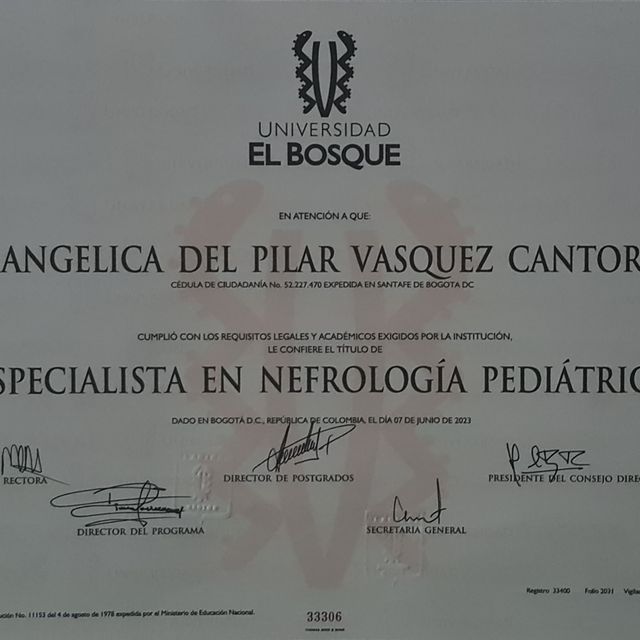 UNIVERSIDAD
EL BOSQUE
EN ATENCIÓN A QUE:
ANGELICA DEL PILAR VASQUEZ CANTOR
CÉDULA DE CIUDADANÍA No. 52.227.470 EXPEDIDA EN SANTAFE DE BOGOTA DC
CUMPLIÓ CON LOS REQUISITOS LEGALES Y ACADÉMICOS EXIGIDOS POR LA INSTITUCIÓN,
LE CONFIERE EL TÍTULO DE
SPECIALISTA EN NEFROLOGÍA PEDIÁTRIC
DADO EN BOGOTÁ D.C., REPÚBLICA DE COLOMBIA, EL DÍA 07 DE JUNIO DE 2023
RECTORA
DIRECTOR DE POSTGRADOS
PRESIDENTE DEL CONSEJO DIREC
DIRECTOR DEL PROGRAMA
SECRETARIA GENERAL
Registro 33400 Folio 2031 Vigila
ución No. 11153 del 4 de agosto de 1978 expedida por el Ministerio de Educación Nacional.
33306